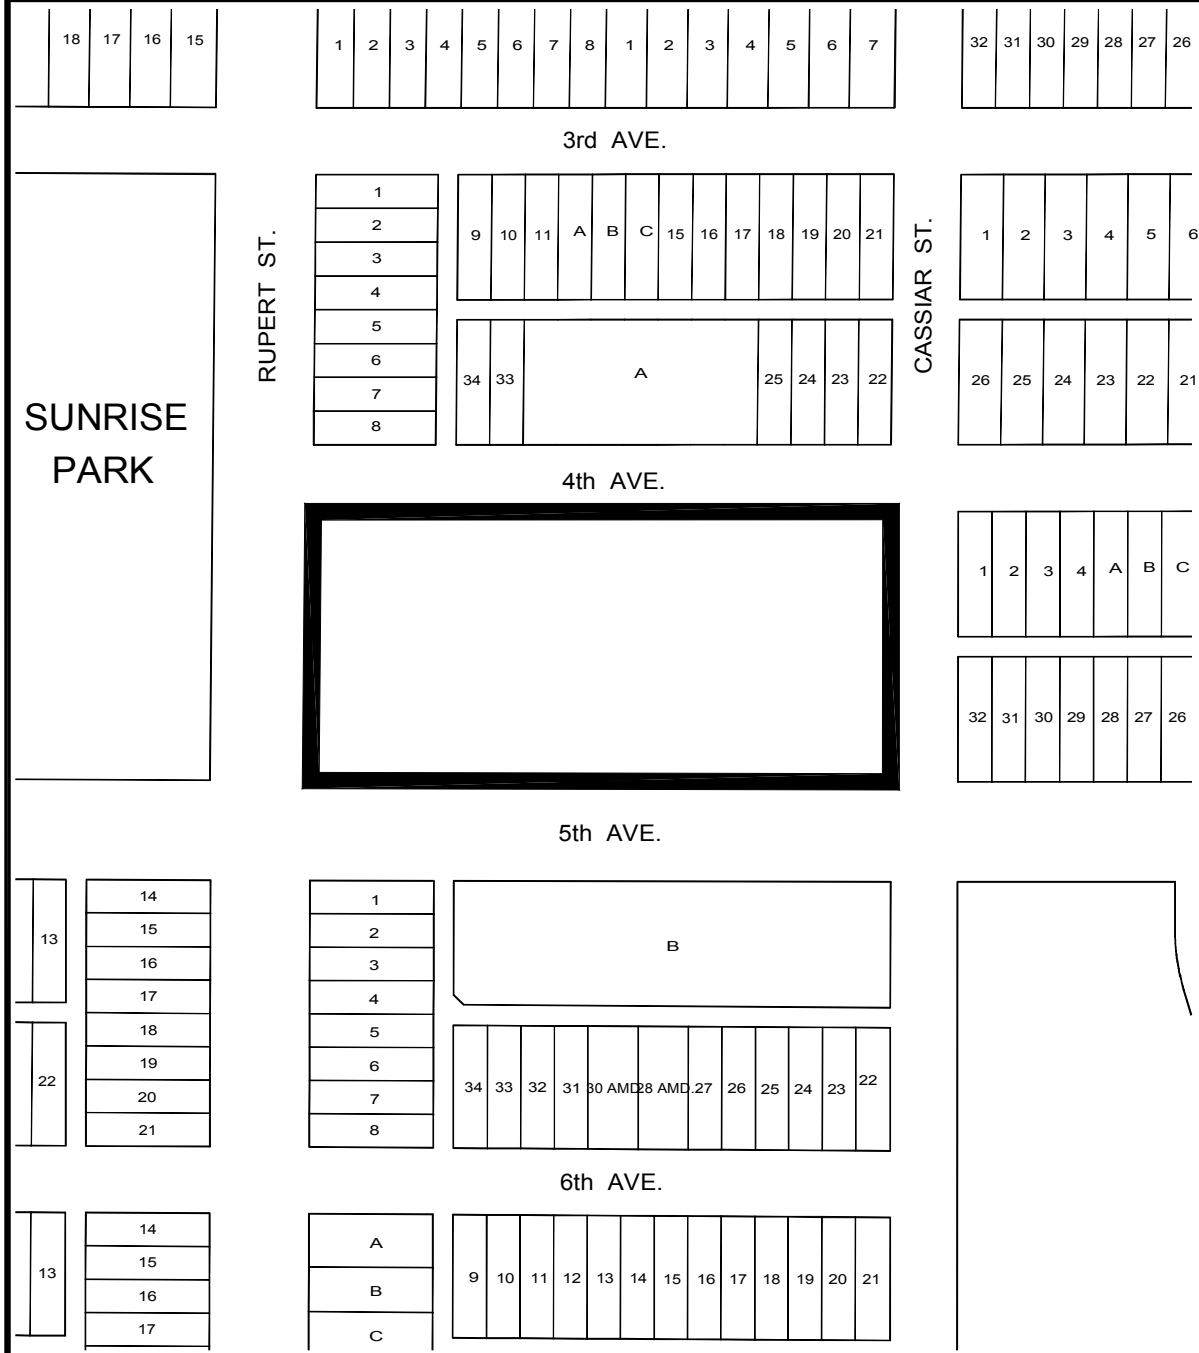 18 17 16 15
1 2 3 4 5 6 7 8 1 2 3 4 5 6 7
32 31 30 29 28 27 26
3rd AVE.
RUPERT ST.
CASSIAR ST.
SUNRISE
PARK
1
2
3
4
5
6
7
8
9 10 11 A B C 15 16 17 18 19 20 21
34 33 A 25 24 23 22
1 2 3 4 5 6
26 25 24 23 22 21
4th AVE.
1 2 3 4 A B C
32 31 30 29 28 27 26
5th AVE.
13
22
14
15
16
17
18
19
20
21
1
2
3
4
5
6
7
8
B
34 33 32 31 30 AMD. 28 AMD. 27 26 25 24 23 22
6th AVE.
13
14
15
16
17
A
B
C
9 10 11 12 13 14 15 16 17 18 19 20 21